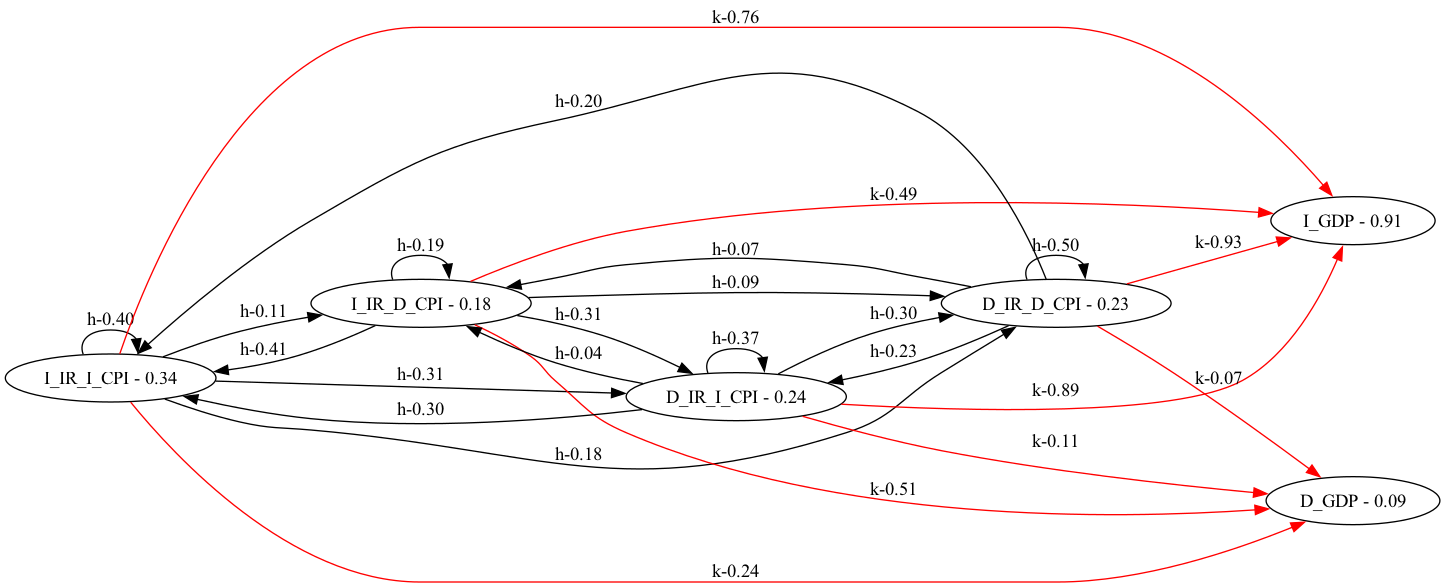 k-0.76
h-0.20
k-0.49
I_GDP - 0.91
h-0.19
h-0.07
h-0.50
k-0.93
h-0.09
I_IR_D_CPI - 0.18
D_IR_D_CPI - 0.23
h-0.40
h-0.11
h-0.31
h-0.30
h-0.41
h-0.04
h-0.37
h-0.23
I_IR_I_CPI - 0.34
h-0.31
D_IR_I_CPI - 0.24
k-0.89
k-0.07
h-0.30
h-0.18
k-0.11
k-0.51
D_GDP - 0.09
k-0.24